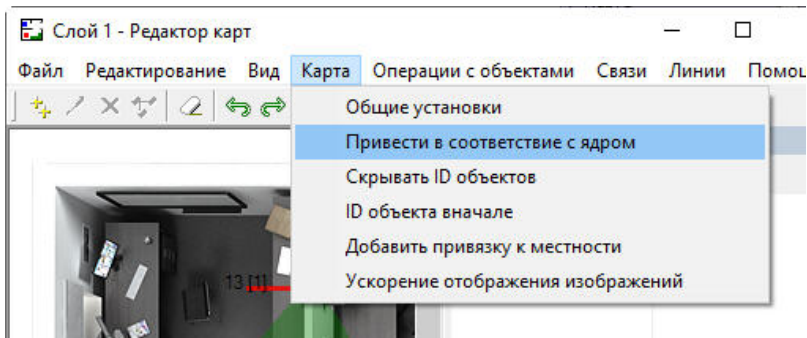 Слой 1 - Редактор карт
Файл Редактирование Вид Карта Операции с объектами Связи Линии
Общие установки
Привести в соответствие с ядром
Скрывать ID объектов
ID объекта вначале
Добавить привязку к местности
Ускорение отображения изображений
13 [1]